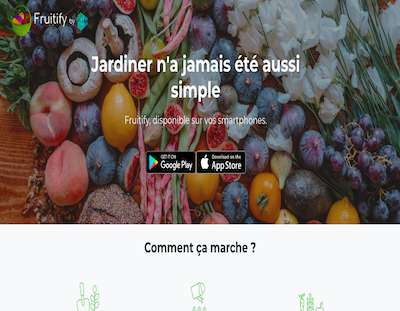 Fruitify by
Jardiner n'a jamais été aussi
simple
Fruitify, disponible sur vos smartphones.
GET IT ON
Google Play
Download on the
App Store
Comment ça marche ?